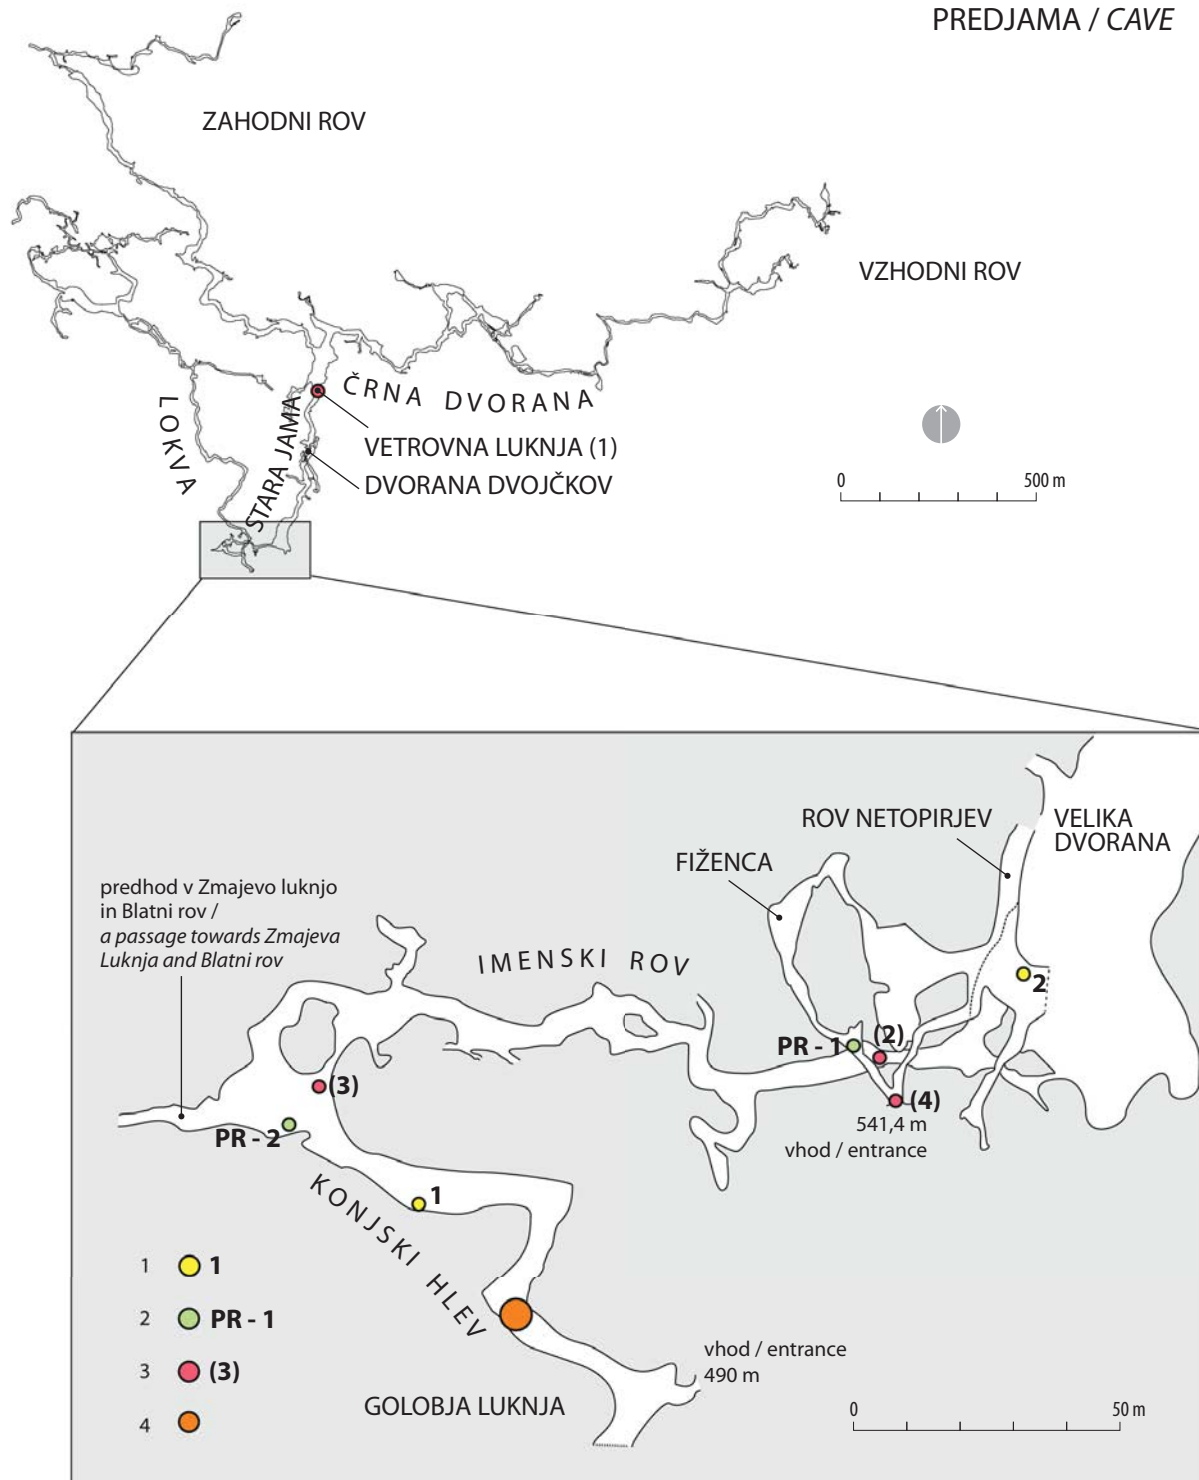 PREDJAMA / CAVE
ZAHODNI ROV
VZHODNI ROV
ČRNA DVORANA
LOKVA
STARA JAMA
VETROVNA LUKNJA (1)
DVORANA DVOJČKOV
0 500 m
ROV NETOPIRJEV
VELIKA
DVORANA
FIŽENCA
predhod v Zmajevo luknjo
in Blatni rov /
a passage towards Zmajeva
Luknja and Blatni rov
IMENSKI ROV
2
PR - 1
(2)
(3)
(4)
541,4 m
vhod / entrance
PR - 2
1
KONJSKI HLEV
1 1
2 PR - 1
3 (3)
4
vhod / entrance
490 m
GOLOBJA LUKNJA
0 50 m